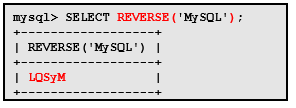 mysql> SELECT REVERSE('MySQL');
+------------------+
| REVERSE('MySQL') |
+------------------+
| LQSyM            |
+------------------+